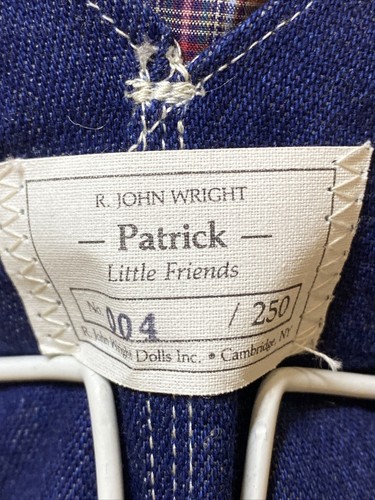 R. JOHN WRIGHT
— Patrick —
Little Friends
No 004 / 250
R. John Wright Dolls Inc. • Cambridge, NY